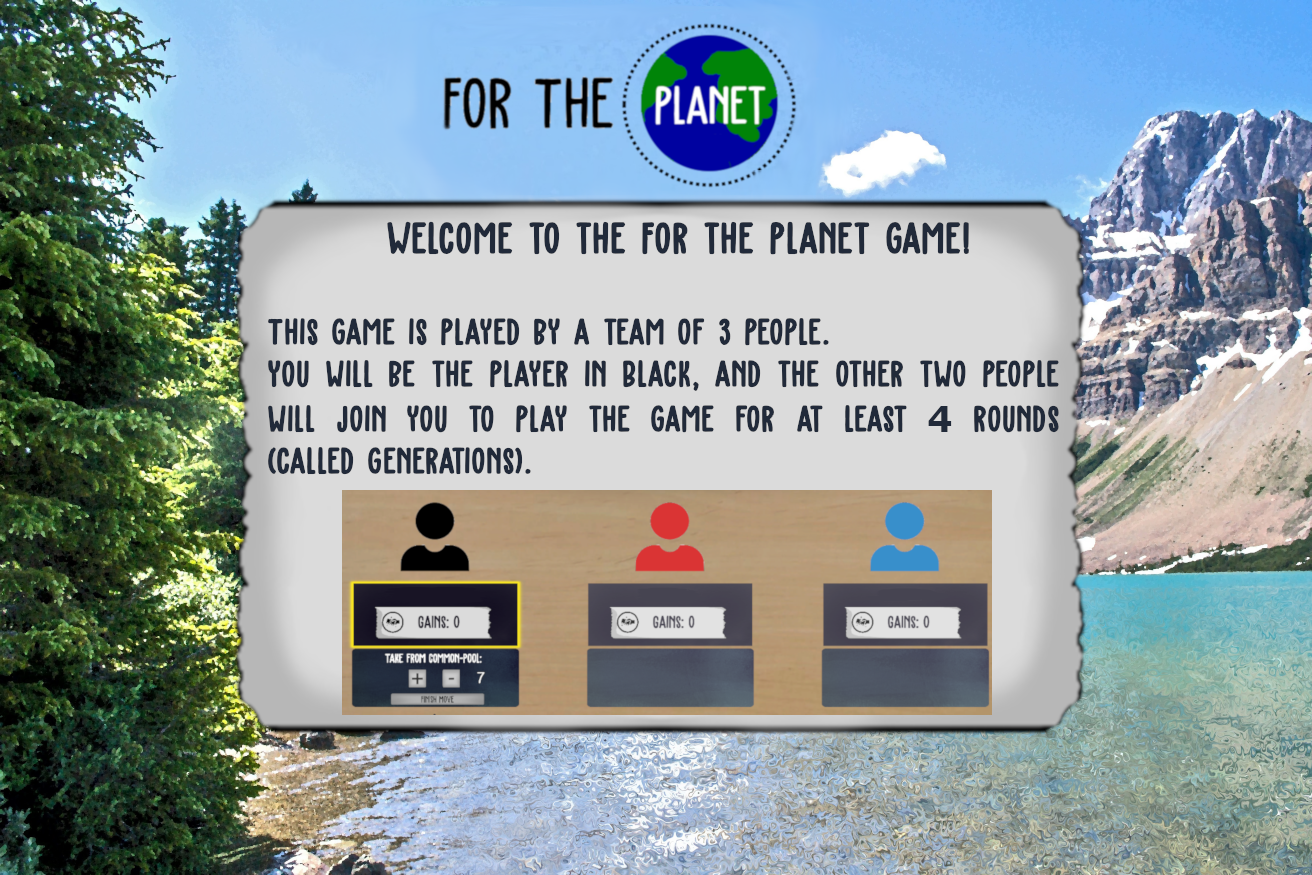 FOR THE PLANET
WELCOME TO THE FOR THE PLANET GAME!
THIS GAME IS PLAYED BY A TEAM OF 3 PEOPLE.
YOU WILL BE THE PLAYER IN BLACK, AND THE OTHER TWO PEOPLE
WILL JOIN YOU TO PLAY THE GAME FOR AT LEAST 4 ROUNDS
(CALLED GENERATIONS).
GAINS: 0 GAINS: 0 GAINS: 0
TAKE FROM COMMON-POOL:
+ - 7
FINISH MOVE